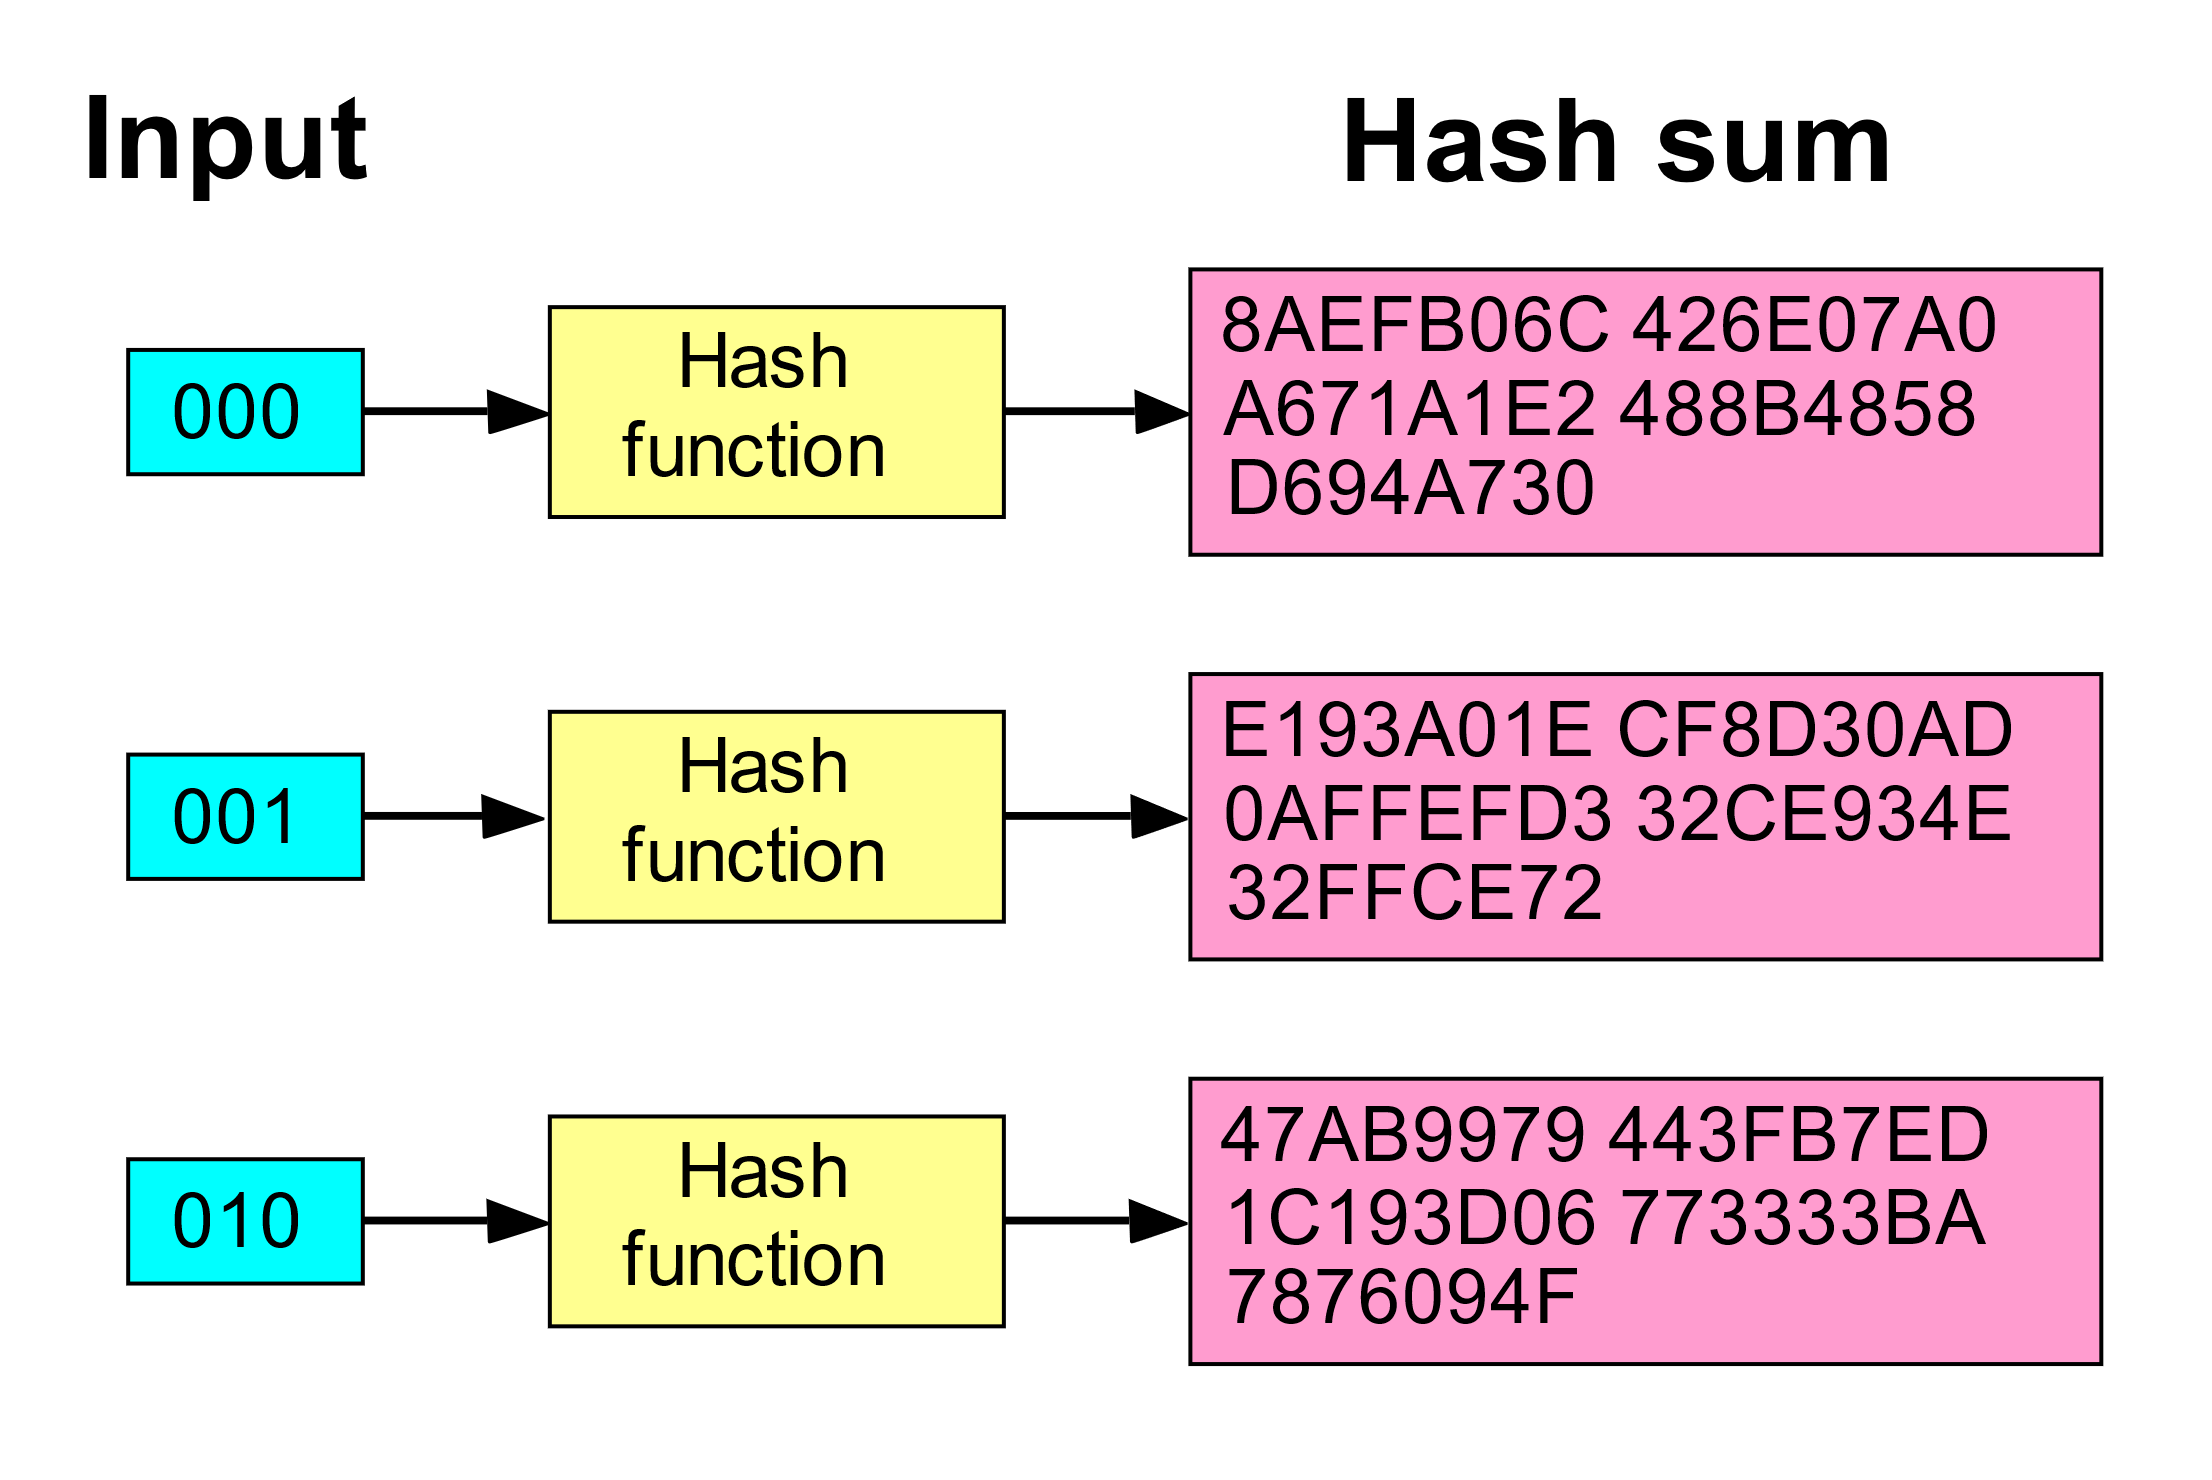 Input
Hash sum
000
Hash
function
8AEFB06C 426E07A0
A671A1E2 488B4858
D694A730
001
Hash
function
E193A01E CF8D30AD
0AFFEFD3 32CE934E
32FFCE72
010
Hash
function
47AB9979 443FB7ED
1C193D06 773333BA
7876094F